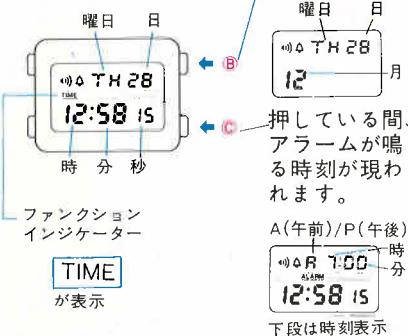 曜日 日
TH 28
TIME
12:58 15
時 分 秒
ファンクション
インジケーター
TIME
が表示
B
C
曜日 日
TH 28
12 月
押している間、
アラームが鳴
る時刻が現わ
れます。
A(午前)/P(午後)
A 7:00 時
ALARM 分
12:58 15
下段は時刻表示